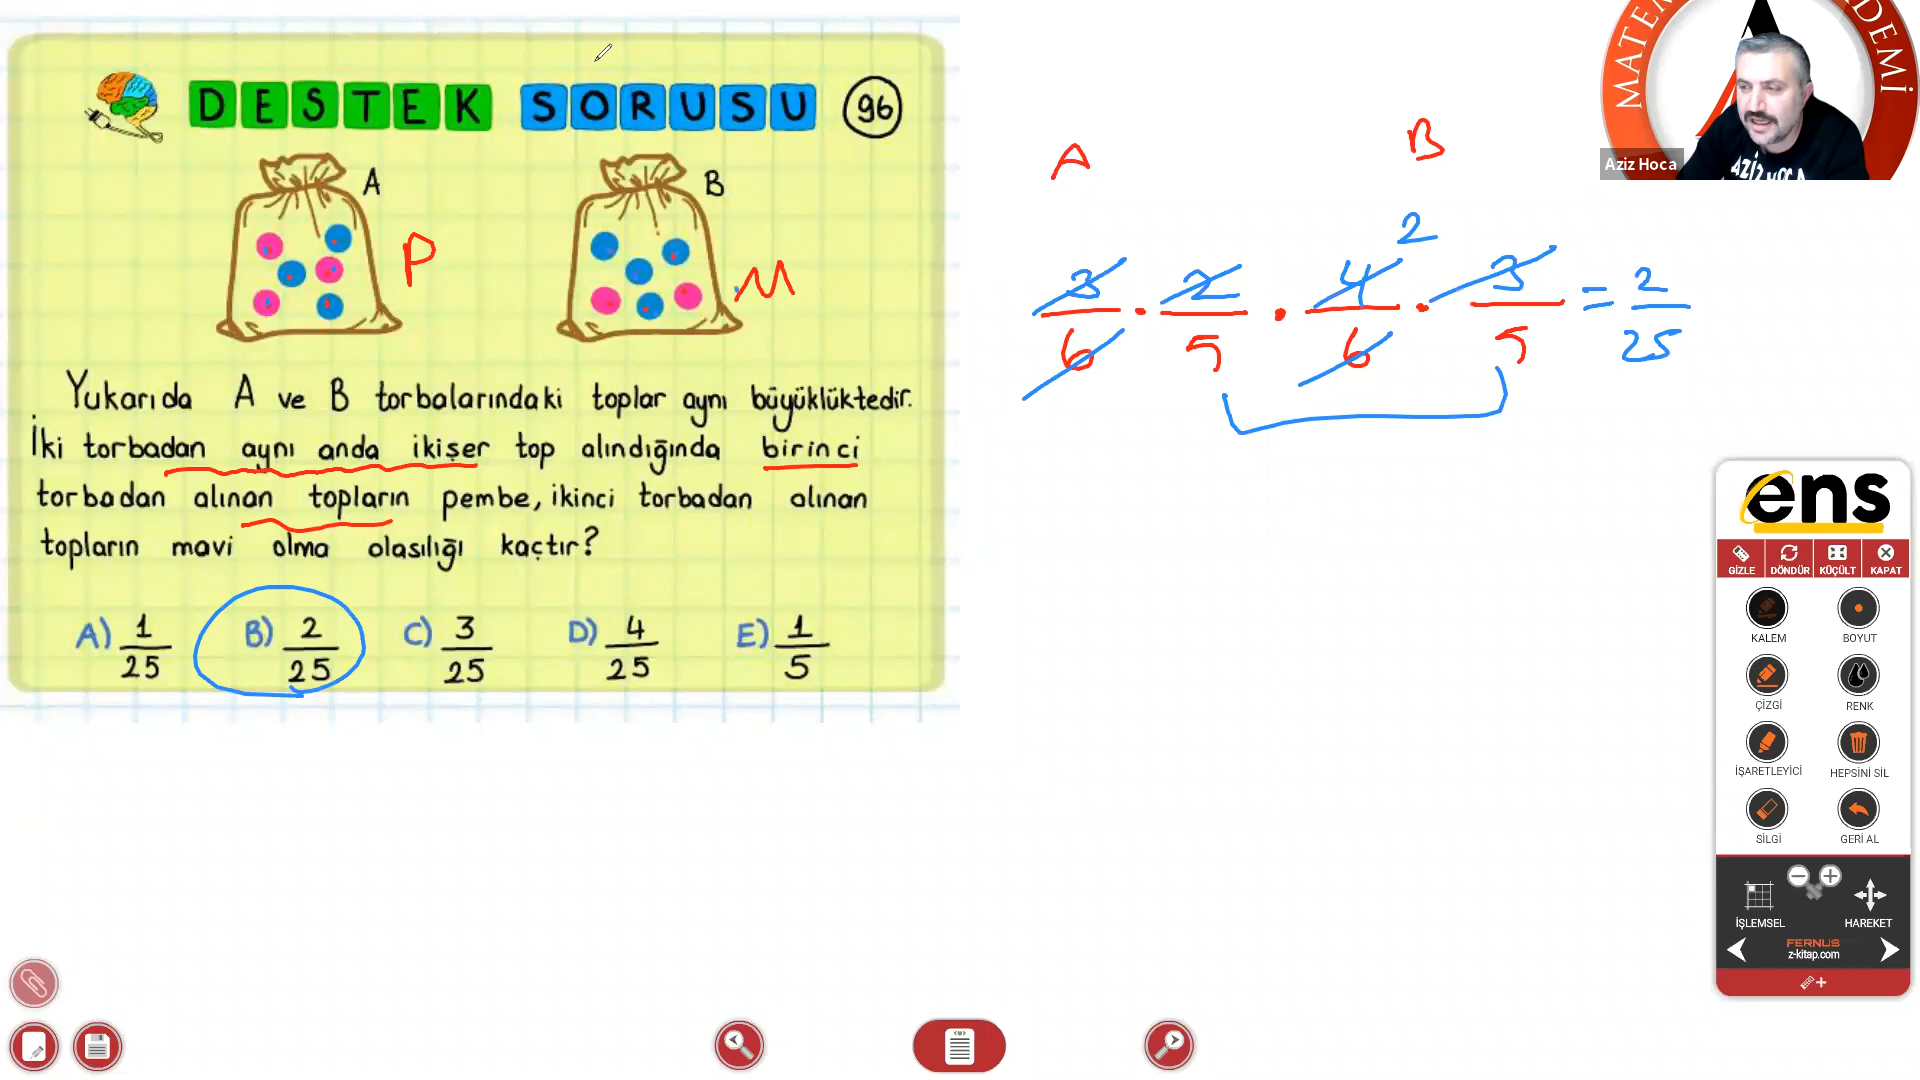 DESTEK SORUSU 96
A
B
P
M
Yukarıda A ve B torbalarındaki toplar aynı büyüklüktedir.
İki torbadan aynı anda ikişer top alındığında birinci
torbadan alınan topların pembe, ikinci torbadan alınan
topların mavi olma olasılığı kaçtır?
A) 1/25 B) 2/25 C) 3/25 D) 4/25 E) 1/5
A B
2
3/6 . 2/5 . 4/6 . 3/5 = 2/25
MATEM
DEMİ
Aziz Hoca
AZİZ HOCA
ens
GİZLE DÖNDÜR KÜÇÜLT KAPAT
KALEM BOYUT
ÇİZGİ RENK
İŞARETLEYİCİ HEPSİNİ SİL
SİLGİ GERİ AL
İŞLEMSEL HAREKET
FERNUS
z-kitap.com